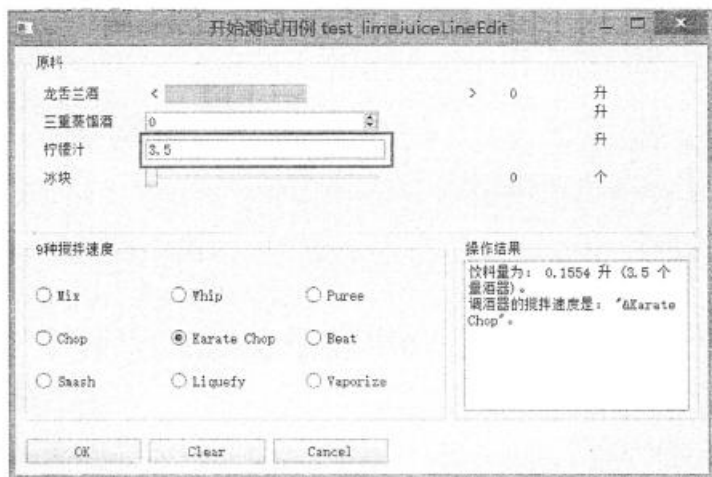 开始测试用例 test_limejuiceLineEdit
原料
龙舌兰酒 < > 0 升
三重蒸馏酒 0 升
柠檬汁 3.5 升
冰块 0 个
9种搅拌速度
Mix Whip Puree
Chop Karate Chop Beat
Smash Liquefy Vaporize
操作结果
饮料量为: 0.1554 升 (3.5 个
量酒器)。
调酒器的搅拌速度是: "&Karate
Chop"。
OK Clear Cancel